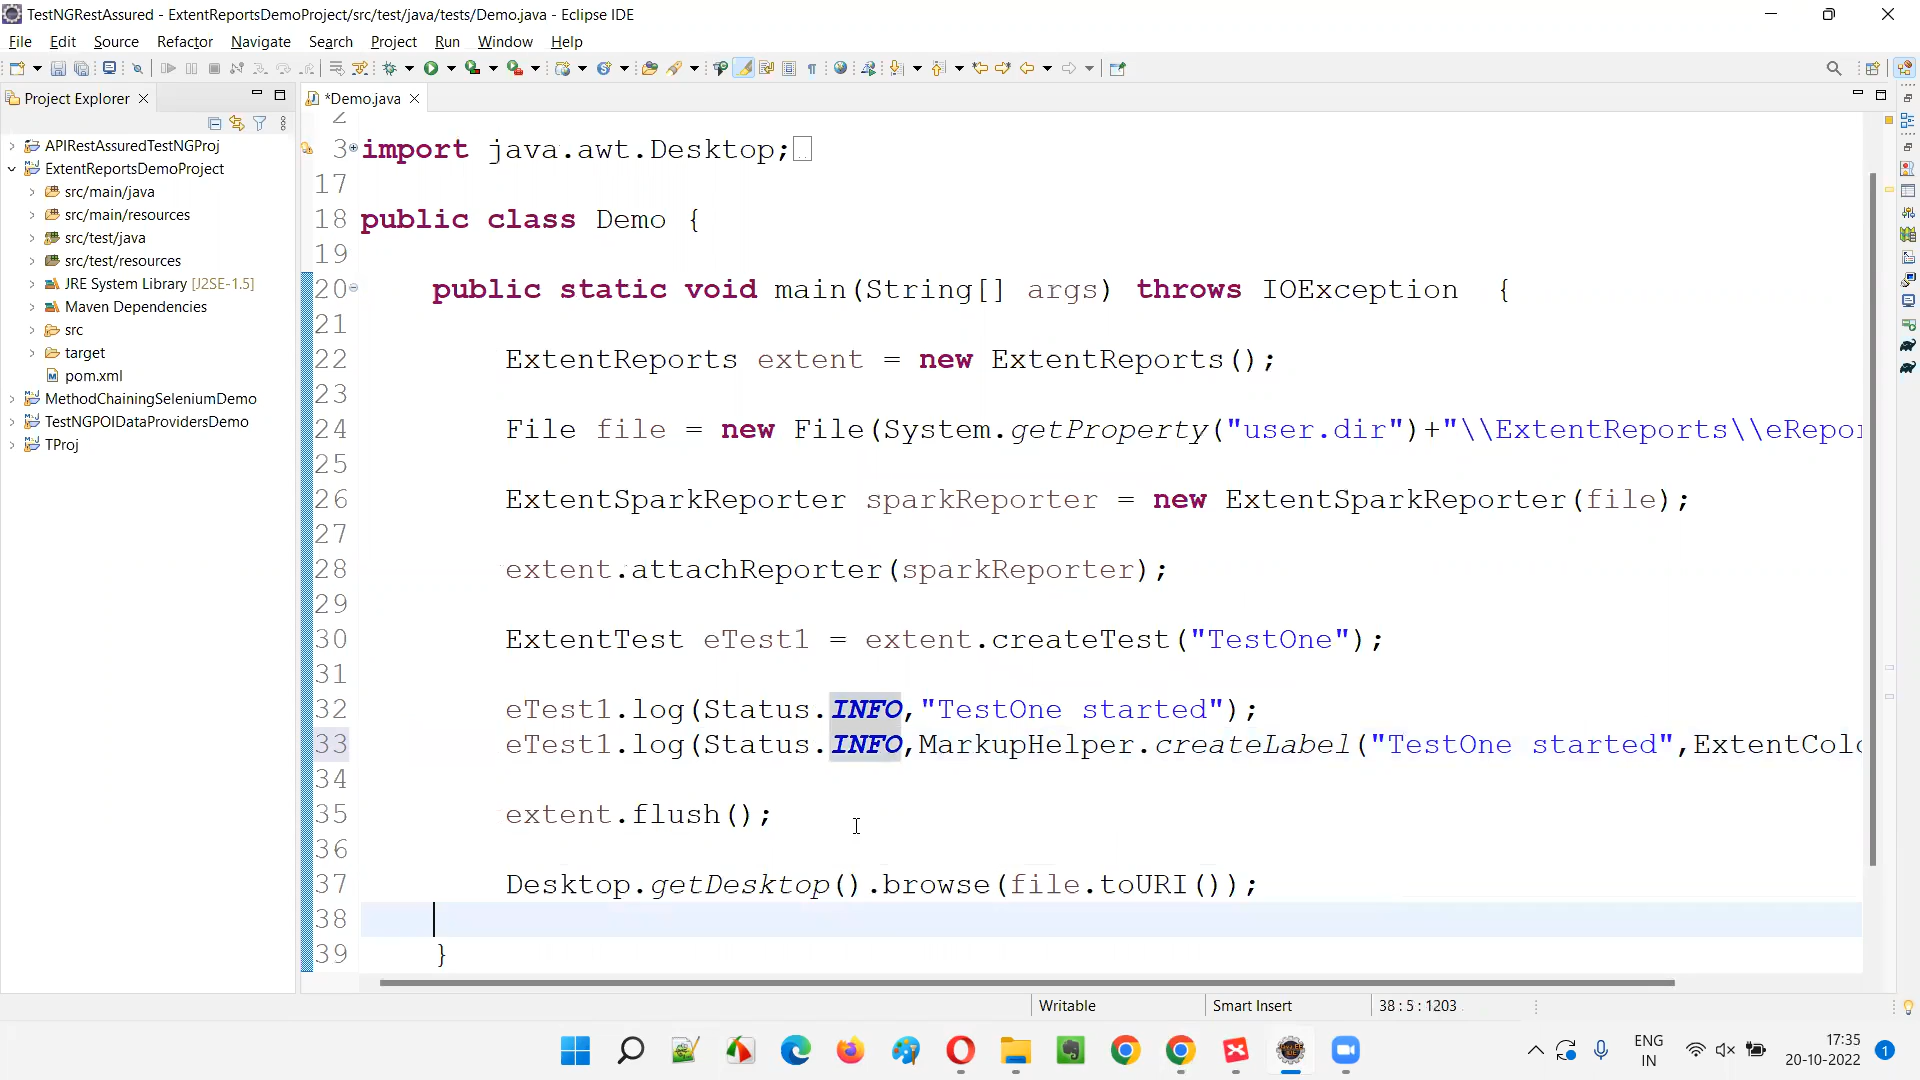 TestNGRestAssured - ExtentReportsDemoProject/src/test/java/tests/Demo.java - Eclipse IDE
File Edit Source Refactor Navigate Search Project Run Window Help
Project Explorer
*Demo.java
APIRestAssuredTestNGProj
ExtentReportsDemoProject
src/main/java
src/main/resources
src/test/java
src/test/resources
JRE System Library [J2SE-1.5]
Maven Dependencies
src
target
pom.xml
MethodChainingSeleniumDemo
TestNGPOIDataProvidersDemo
TProj
2
3 import java.awt.Desktop;
17
18 public class Demo {
19
20 public static void main(String[] args) throws IOException {
21
22 ExtentReports extent = new ExtentReports();
23
24 File file = new File(System.getProperty("user.dir")+"\\ExtentReports\\eRepor
25
26 ExtentSparkReporter sparkReporter = new ExtentSparkReporter(file);
27
28 extent.attachReporter(sparkReporter);
29
30 ExtentTest eTest1 = extent.createTest("TestOne");
31
32 eTest1.log(Status.INFO,"TestOne started");
33 eTest1.log(Status.INFO,MarkupHelper.createLabel("TestOne started",ExtentColo
34
35 extent.flush();
36
37 Desktop.getDesktop().browse(file.toURI());
38
39 }
Writable Smart Insert 38 : 5 : 1203
ENG
IN
17:35
20-10-2022
1